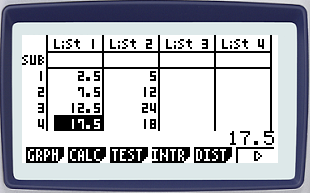 List 1 List 2 List 3 List 4
SUB
1 2.5 5
2 7.5 12
3 12.5 24
4 17.5 18
17.5
GRPH CALC TEST INTR DIST ▷